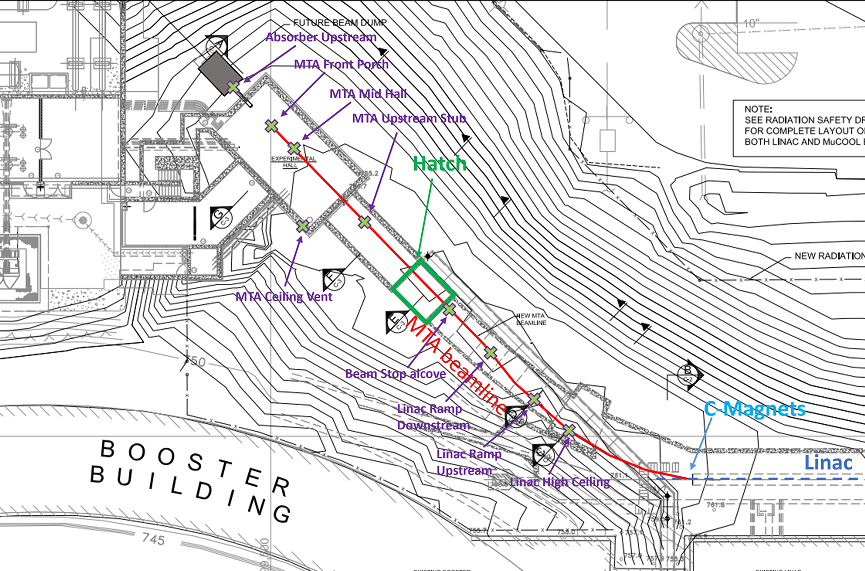 FUTURE BEAM DUMP
Absorber Upstream
MTA Front Porch
MTA Mid Hall
MTA Upstream Stub
10"
NOTE:
SEE RADIATION SAFETY DR
FOR COMPLETE LAYOUT O
BOTH LINAC AND MuCOOL
EXPERIMENTAL
HALL
Hatch
NEW RADIATION
MTA Ceiling Vent
NEW MTA
BEAMLINE
MTA beamline
750
Beam Stop alcove
Linac Ramp
Downstream
C-Magnets
Linac Ramp
Upstream
Linac
Linac High Ceiling
BOOSTER
BUILDING
745